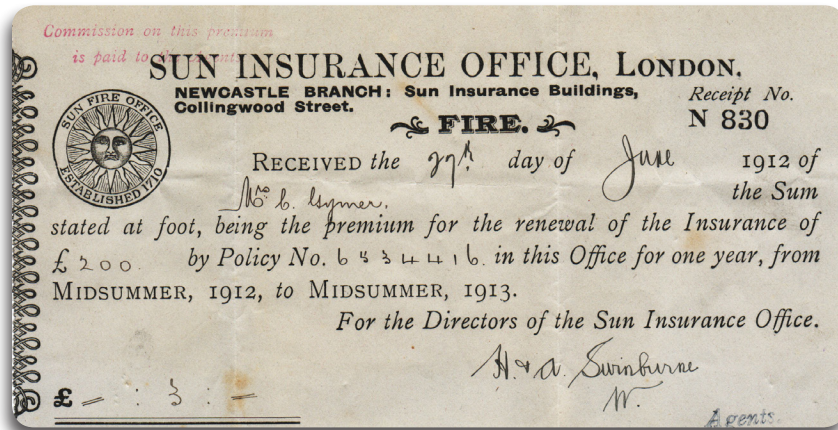 Commission on this premium
is paid to the Agents
SUN INSURANCE OFFICE, LONDON.
NEWCASTLE BRANCH: Sun Insurance Buildings,
Collingwood Street.
Receipt No.
N 830
FIRE.
SUN FIRE OFFICE
ESTABLISHED 1710
RECEIVED the 27th day of June 1912 of
Mrs C. the Sum
stated at foot, being the premium for the renewal of the Insurance of
£200. by Policy No. 6534416. in this Office for one year, from
MIDSUMMER, 1912, to MIDSUMMER, 1913.
For the Directors of the Sun Insurance Office.
H. & A. Swinburne
W.
£ - : 3 : -
Agents.